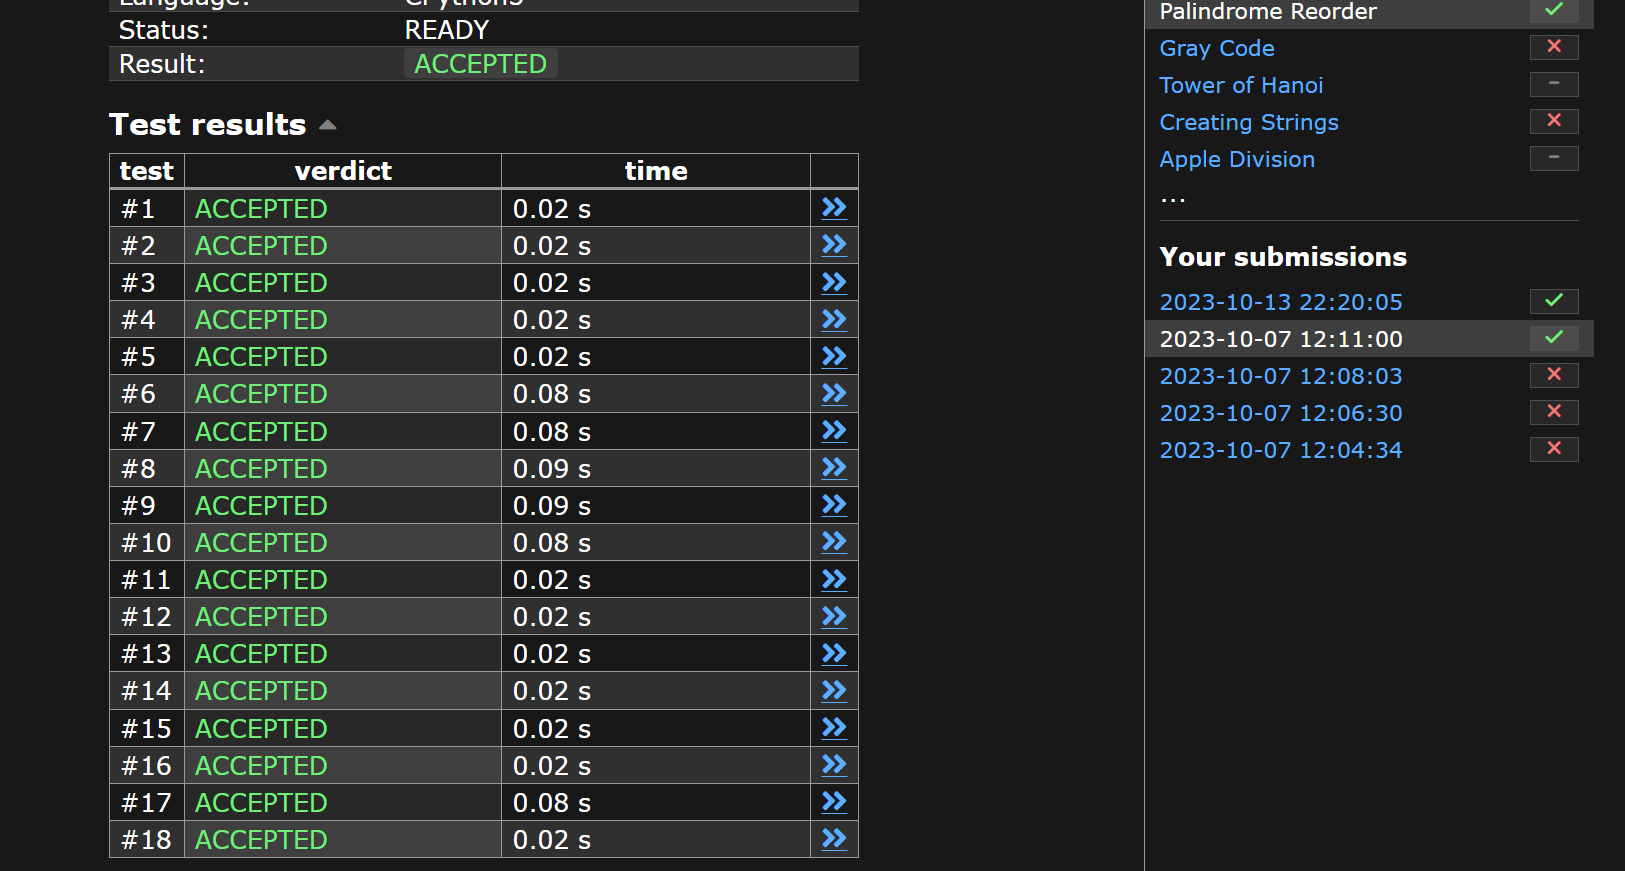 Language: CPython3
Status: READY
Result: ACCEPTED
Test results
test verdict time
#1 ACCEPTED 0.02 s
#2 ACCEPTED 0.02 s
#3 ACCEPTED 0.02 s
#4 ACCEPTED 0.02 s
#5 ACCEPTED 0.02 s
#6 ACCEPTED 0.08 s
#7 ACCEPTED 0.08 s
#8 ACCEPTED 0.09 s
#9 ACCEPTED 0.09 s
#10 ACCEPTED 0.08 s
#11 ACCEPTED 0.02 s
#12 ACCEPTED 0.02 s
#13 ACCEPTED 0.02 s
#14 ACCEPTED 0.02 s
#15 ACCEPTED 0.02 s
#16 ACCEPTED 0.02 s
#17 ACCEPTED 0.08 s
#18 ACCEPTED 0.02 s
Palindrome Reorder
Gray Code
Tower of Hanoi
Creating Strings
Apple Division
...
Your submissions
2023-10-13 22:20:05
2023-10-07 12:11:00
2023-10-07 12:08:03
2023-10-07 12:06:30
2023-10-07 12:04:34